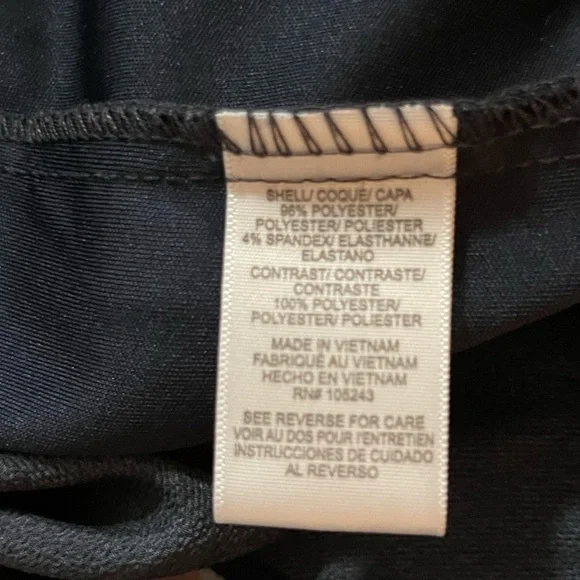 SHELL/ COQUE/ CAPA
96% POLYESTER/
POLYESTER/ POLIESTER
4% SPANDEX/ ELASTHANNE/
ELASTANO
CONTRAST/ CONTRASTE/
CONTRASTE
100% POLYESTER/
POLYESTER/ POLIESTER
MADE IN VIETNAM
FABRIQUÉ AU VIETNAM
HECHO EN VIETNAM
RN# 105243
SEE REVERSE FOR CARE
VOIR AU DOS POUR l'ENTRETIEN
INSTRUCCIONES DE CUIDADO
AL REVERSO